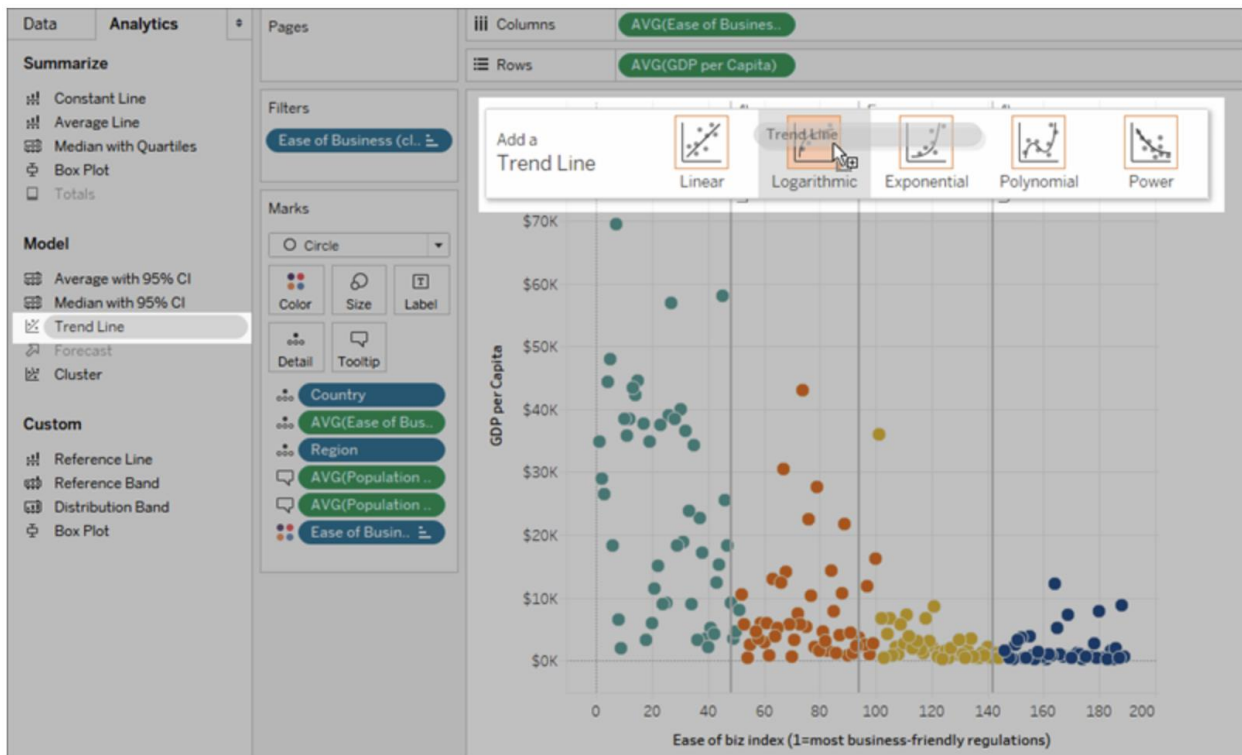 Data
Analytics
Summarize
Constant Line
Average Line
Median with Quartiles
Box Plot
Totals
Model
Average with 95% CI
Median with 95% CI
Trend Line
Forecast
Cluster
Custom
Reference Line
Reference Band
Distribution Band
Box Plot
Pages
Filters
Ease of Business (cl..
Marks
Circle
Color
Size
Label
Detail
Tooltip
Country
AVG(Ease of Bus..
Region
AVG(Population ..
AVG(Population ..
Ease of Busin..
Columns
AVG(Ease of Busines..
Rows
AVG(GDP per Capita)
Add a
Trend Line
Trend Line
Linear
Logarithmic
Exponential
Polynomial
Power
$70K
$60K
$50K
$40K
$30K
$20K
$10K
$0K
GDP per Capita
0 20 40 60 80 100 120 140 160 180 200
Ease of biz index (1=most business-friendly regulations)